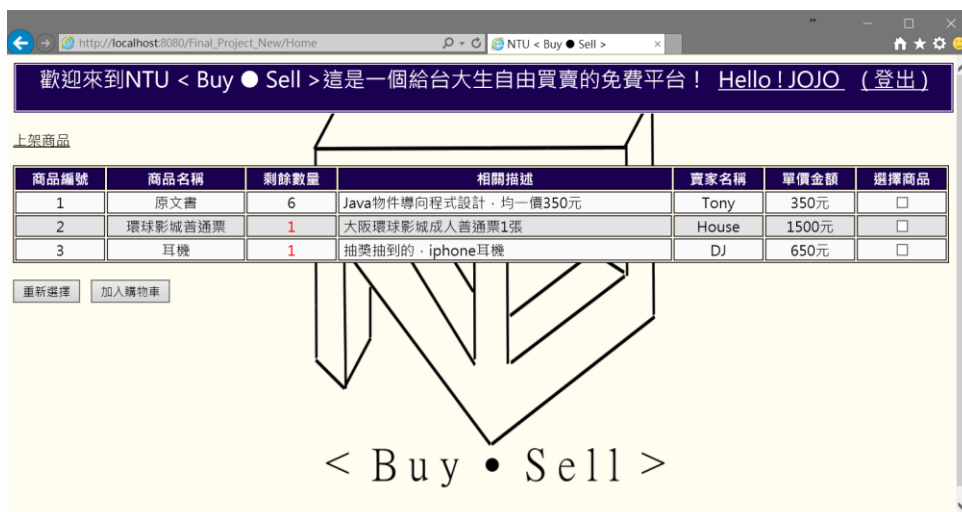 http://localhost:8080/Final_Project_New/Home
NTU < Buy ● Sell >
歡迎來到NTU < Buy ● Sell >這是一個給台大生自由買賣的免費平台！ Hello ! JOJO (登出)
上架商品
商品編號 商品名稱 剩餘數量 相關描述 賣家名稱 單價金額 選擇商品
1 原文書 6 Java物件導向程式設計，均一價350元 Tony 350元
2 環球影城普通票 1 大阪環球影城成人普通票1張 House 1500元
3 耳機 1 抽獎抽到的，iphone耳機 DJ 650元
重新選擇 加入購物車
< Buy • Sell >